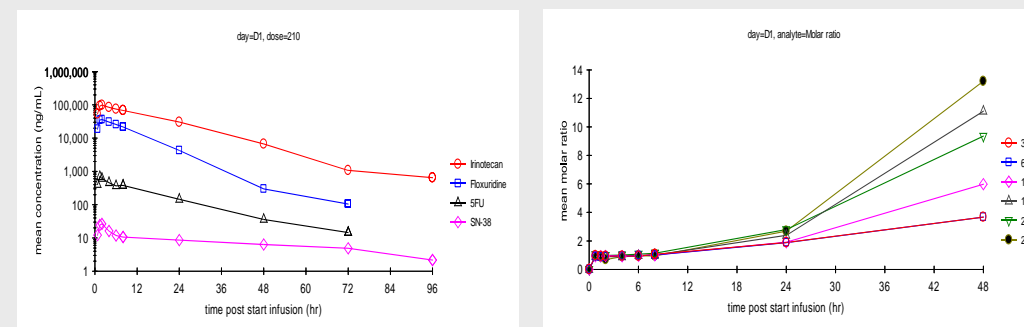 day=D1, dose=210
mean concentration (ng/mL)
1,000,000
100,000
10,000
1,000
100
10
1
0 12 24 36 48 60 72 84 96
time post start infusion (hr)
Irinotecan
Floxuridine
5FU
SN-38
day=D1, analyte=Molar ratio
mean molar ratio
14
12
10
8
6
4
2
0
0 6 12 18 24 30 36 42 48
time post start infusion (hr)